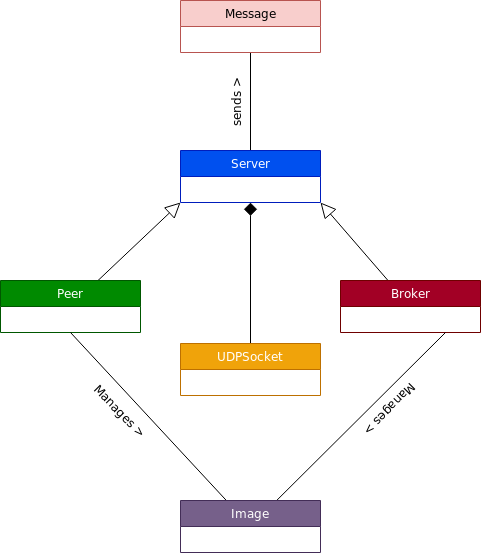 Message
sends >
Server
Peer
Broker
UDPSocket
Manages >
Manages >
Image